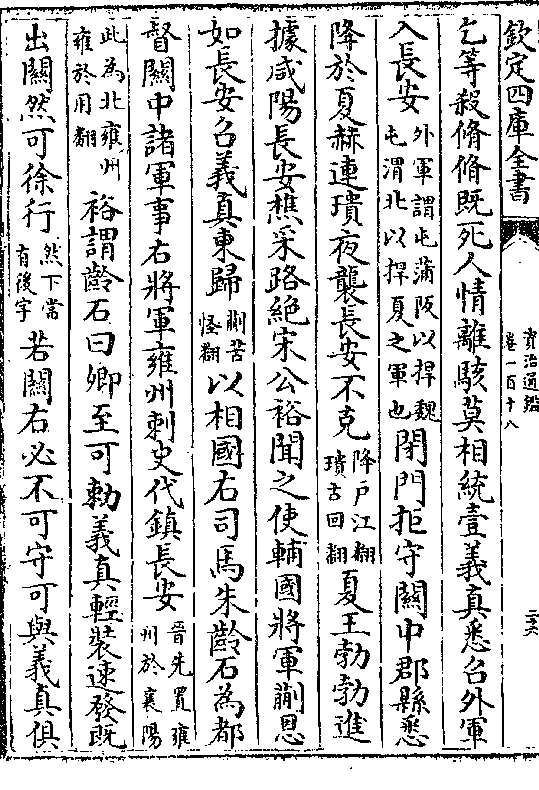 欽定四庫全書
資治通鑑
卷一百十八
二六
乞等殺脩脩既死人情離駭莫相統壹義真悉召外軍
入長安外軍謂屯蒲阪以捍魏屯渭北以捍夏之軍也閉門拒守關中郡縣悉
降於夏赫連璝夜襲長安不克降戸江翻璝古回翻夏王勃勃進
據咸陽長安樵采路絶宋公裕聞之使輔國將軍蒯恩
如長安召義真東歸蒯苦怪翻以相國右司馬朱齡石為都
督關中諸軍事右將軍雍州刺史代鎮長安晉先置雍州於襄陽
此為北雍州雍於用翻裕謂齡石曰卿至可勅義真輕装速發既
出關然可徐行然下當有後字若關右必不可守可與義真俱